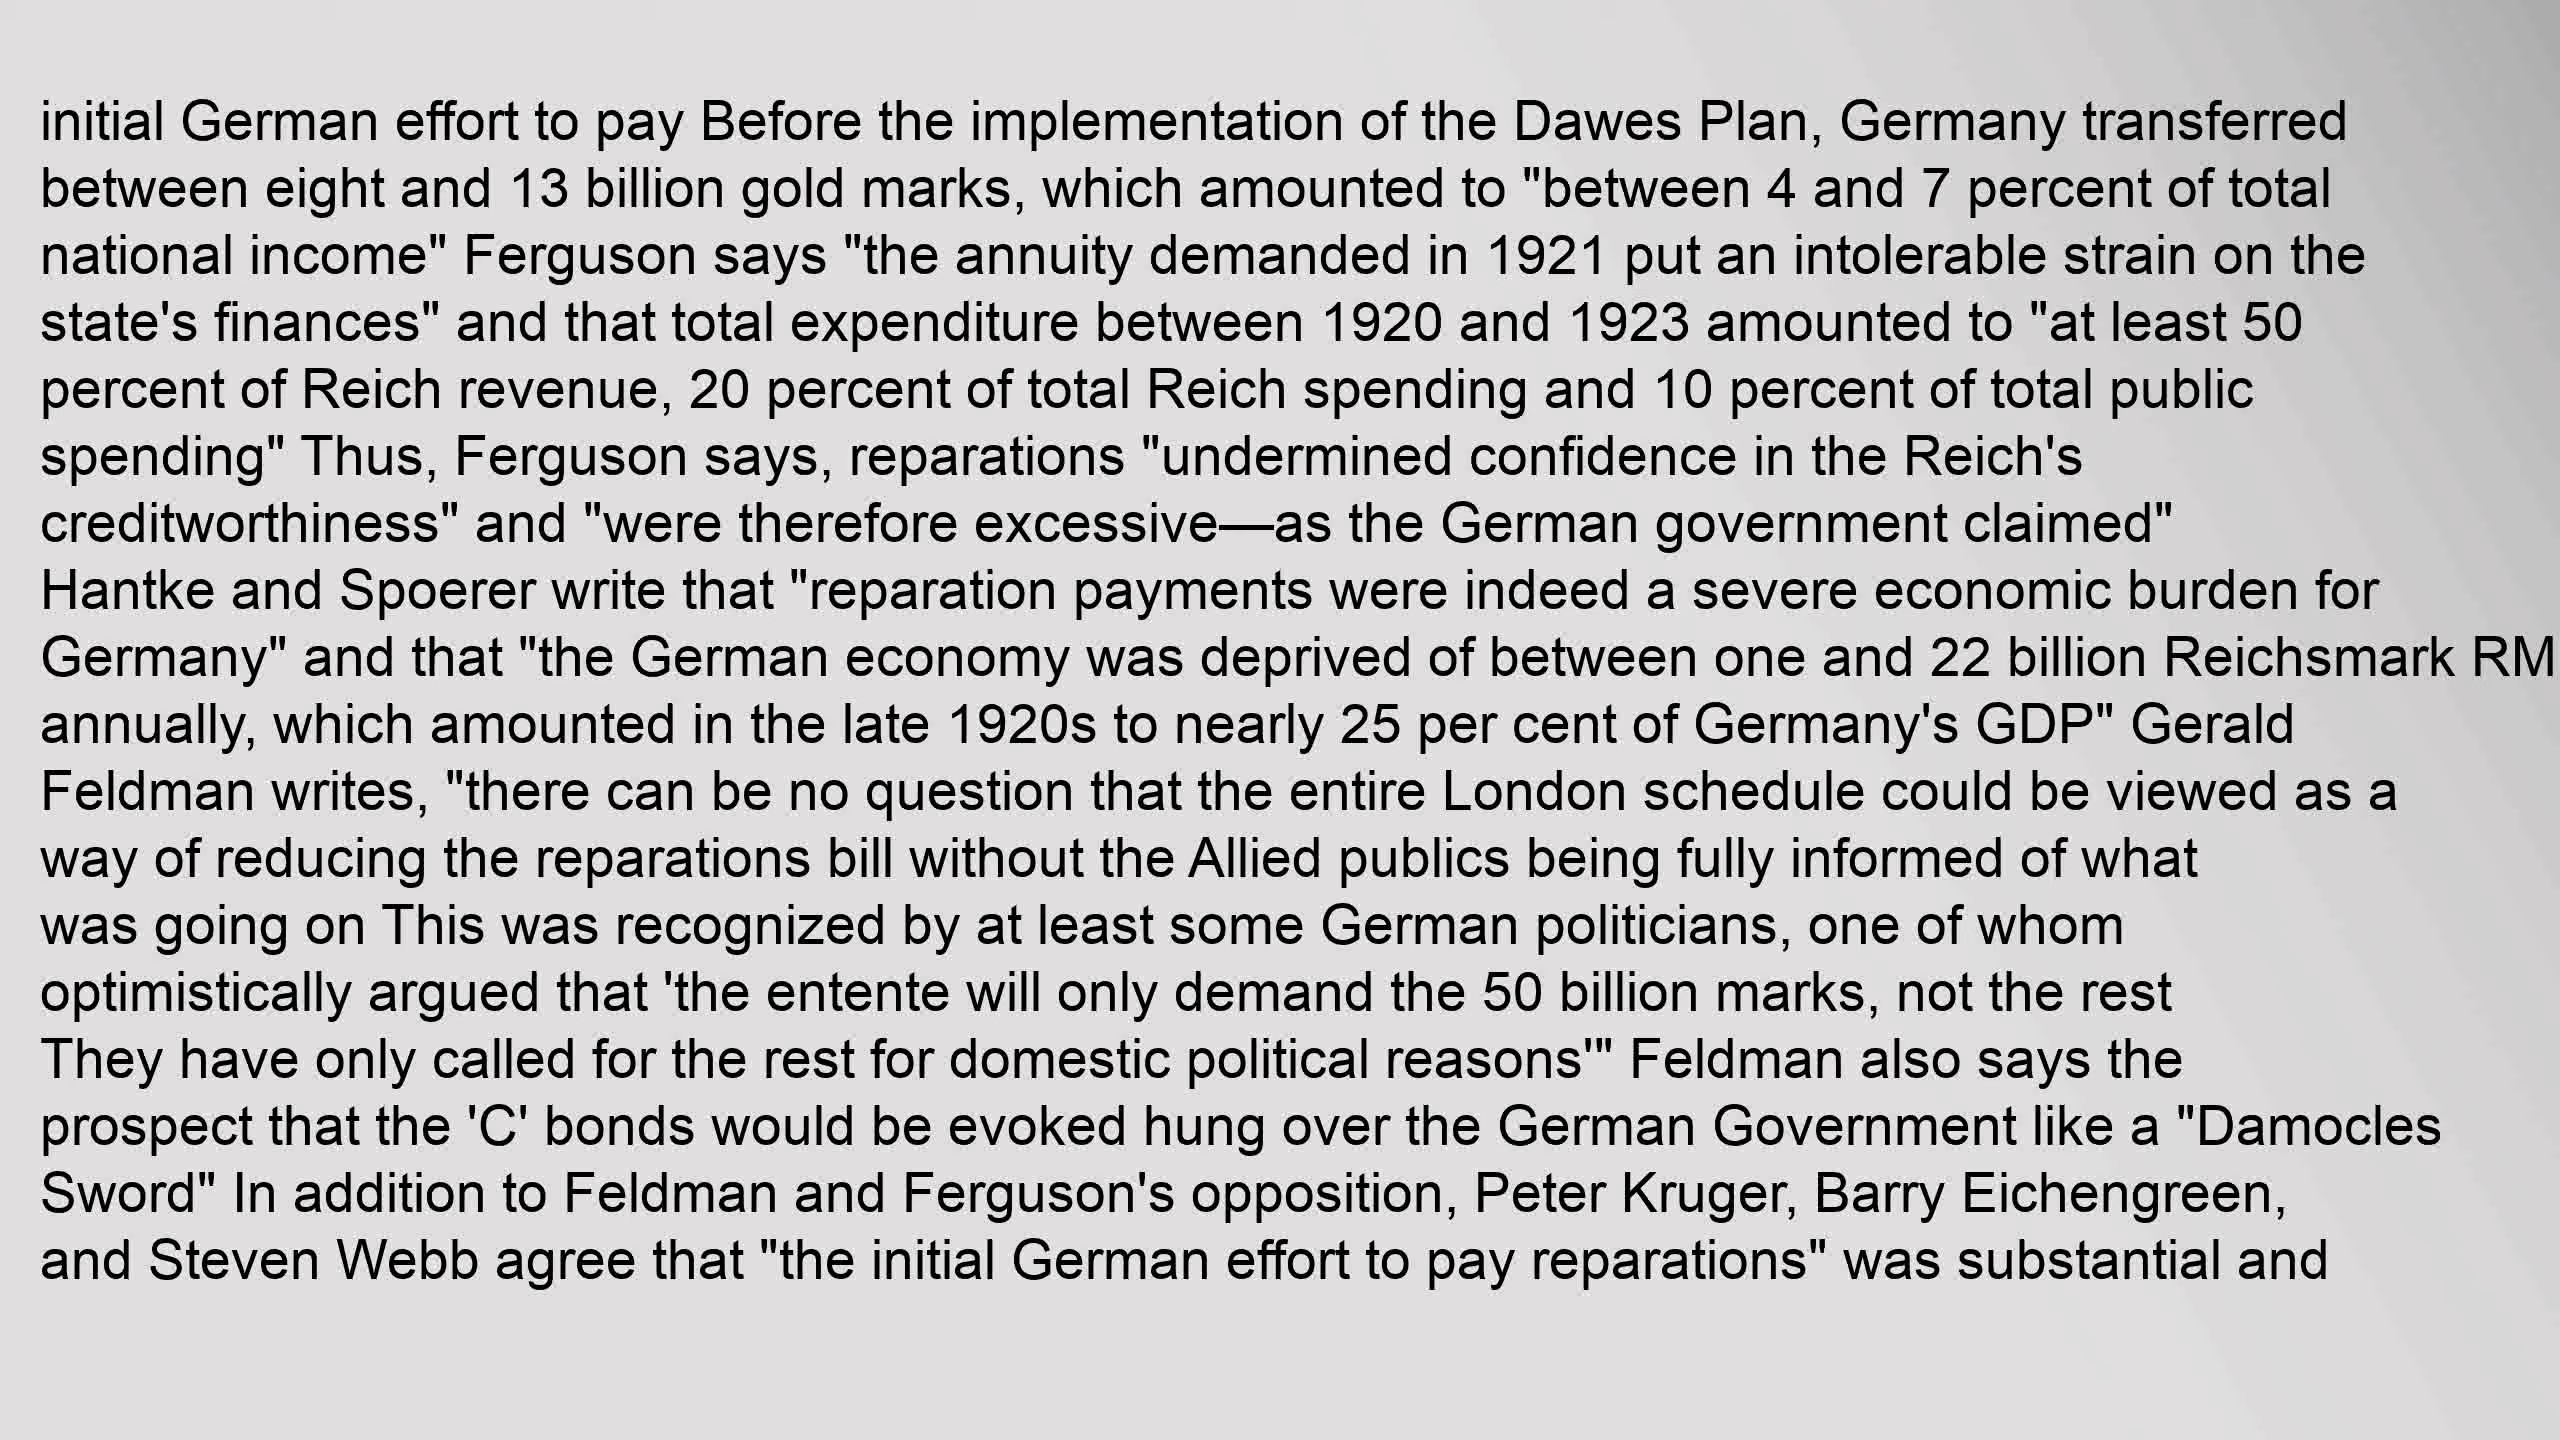 initial German effort to pay Before the implementation of the Dawes Plan, Germany transferred
between eight and 13 billion gold marks, which amounted to "between 4 and 7 percent of total
national income" Ferguson says "the annuity demanded in 1921 put an intolerable strain on the
state's finances" and that total expenditure between 1920 and 1923 amounted to "at least 50
percent of Reich revenue, 20 percent of total Reich spending and 10 percent of total public
spending" Thus, Ferguson says, reparations "undermined confidence in the Reich's
creditworthiness" and "were therefore excessive—as the German government claimed"
Hantke and Spoerer write that "reparation payments were indeed a severe economic burden for
Germany" and that "the German economy was deprived of between one and 22 billion Reichsmark RM
annually, which amounted in the late 1920s to nearly 25 per cent of Germany's GDP" Gerald
Feldman writes, "there can be no question that the entire London schedule could be viewed as a
way of reducing the reparations bill without the Allied publics being fully informed of what
was going on This was recognized by at least some German politicians, one of whom
optimistically argued that 'the entente will only demand the 50 billion marks, not the rest
They have only called for the rest for domestic political reasons'" Feldman also says the
prospect that the 'C' bonds would be evoked hung over the German Government like a "Damocles
Sword" In addition to Feldman and Ferguson's opposition, Peter Kruger, Barry Eichengreen,
and Steven Webb agree that "the initial German effort to pay reparations" was substantial and